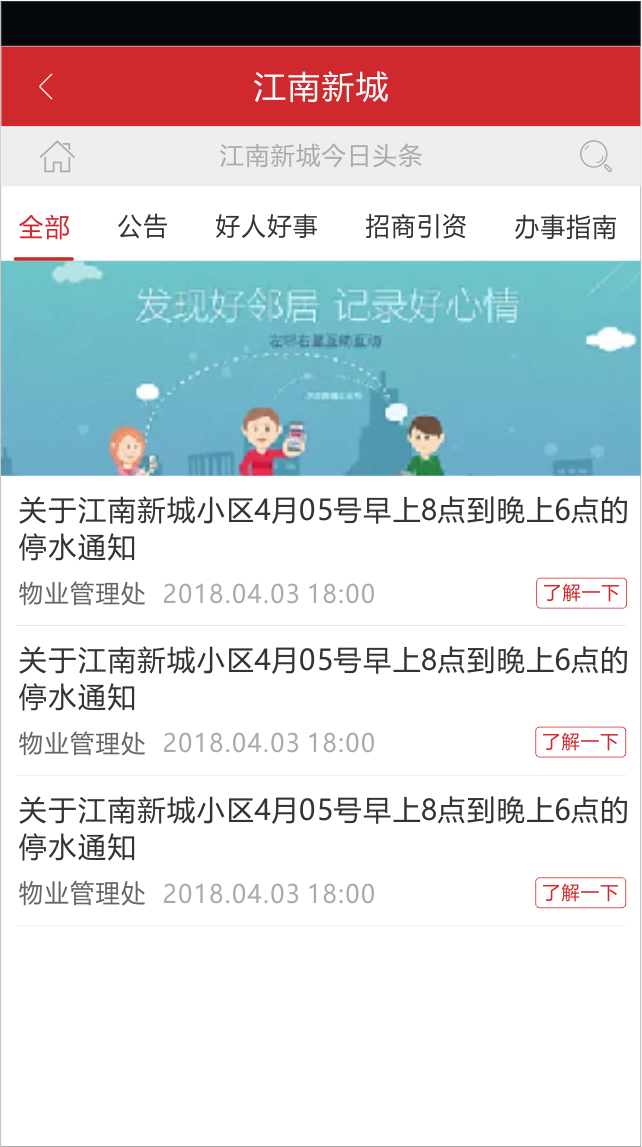 江南新城
江南新城今日头条
全部 公告 好人好事 招商引资 办事指南
发现好邻居 记录好心情
左邻右里互助互动
关于江南新城小区4月05号早上8点到晚上6点的
停水通知
物业管理处 2018.04.03 18:00 了解一下
关于江南新城小区4月05号早上8点到晚上6点的
停水通知
物业管理处 2018.04.03 18:00 了解一下
关于江南新城小区4月05号早上8点到晚上6点的
停水通知
物业管理处 2018.04.03 18:00 了解一下